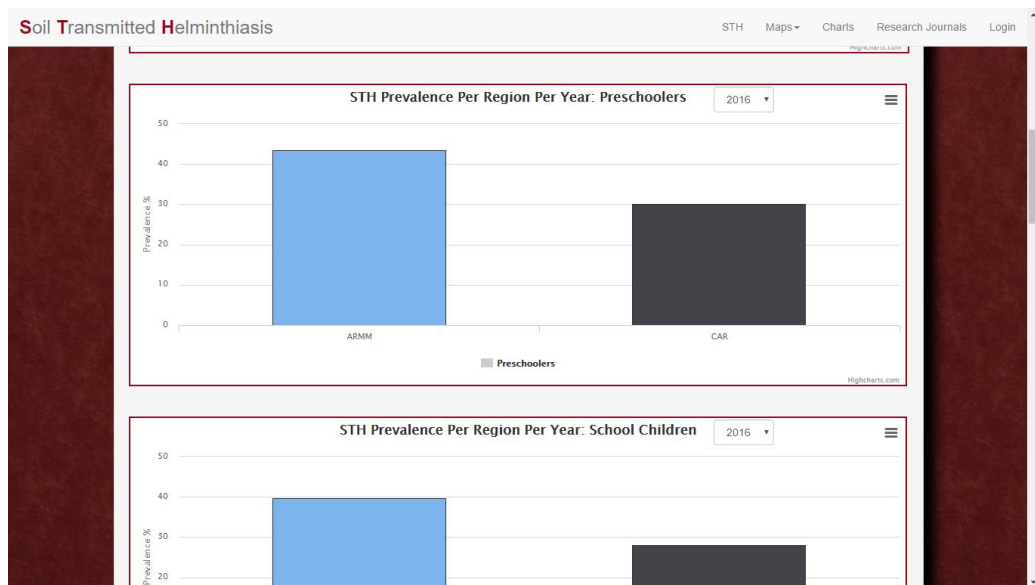 Soil Transmitted Helminthiasis
STH Maps Charts Research Journals Login
Highcharts.com
STH Prevalence Per Region Per Year: Preschoolers
2016
50
40
30
20
10
0
Prevalence %
ARMM
CAR
Preschoolers
Highcharts.com
STH Prevalence Per Region Per Year: School Children
2016
50
40
30
20
Prevalence %